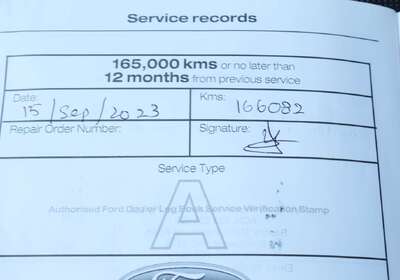 Service records
165,000 kms or no later than
12 months from previous service
Date: Kms:
15/Sep/2023 166082
Repair Order Number: Signature:
Service Type
A
Authorised Ford Dealer Log Book Service Verification Stamp